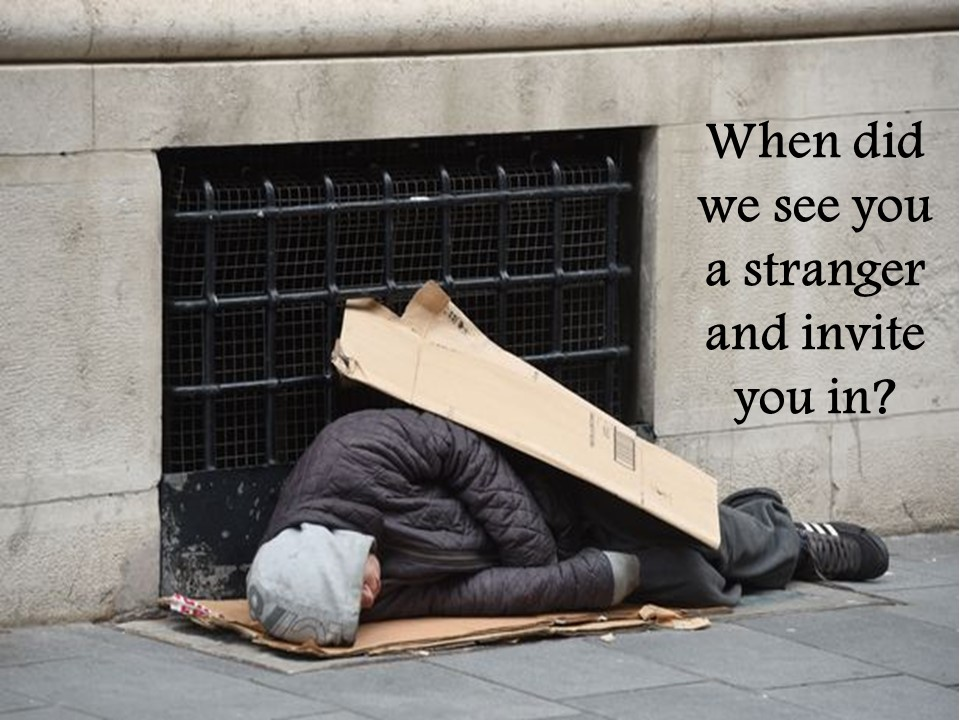 When did
we see you
a stranger
and invite
you in?